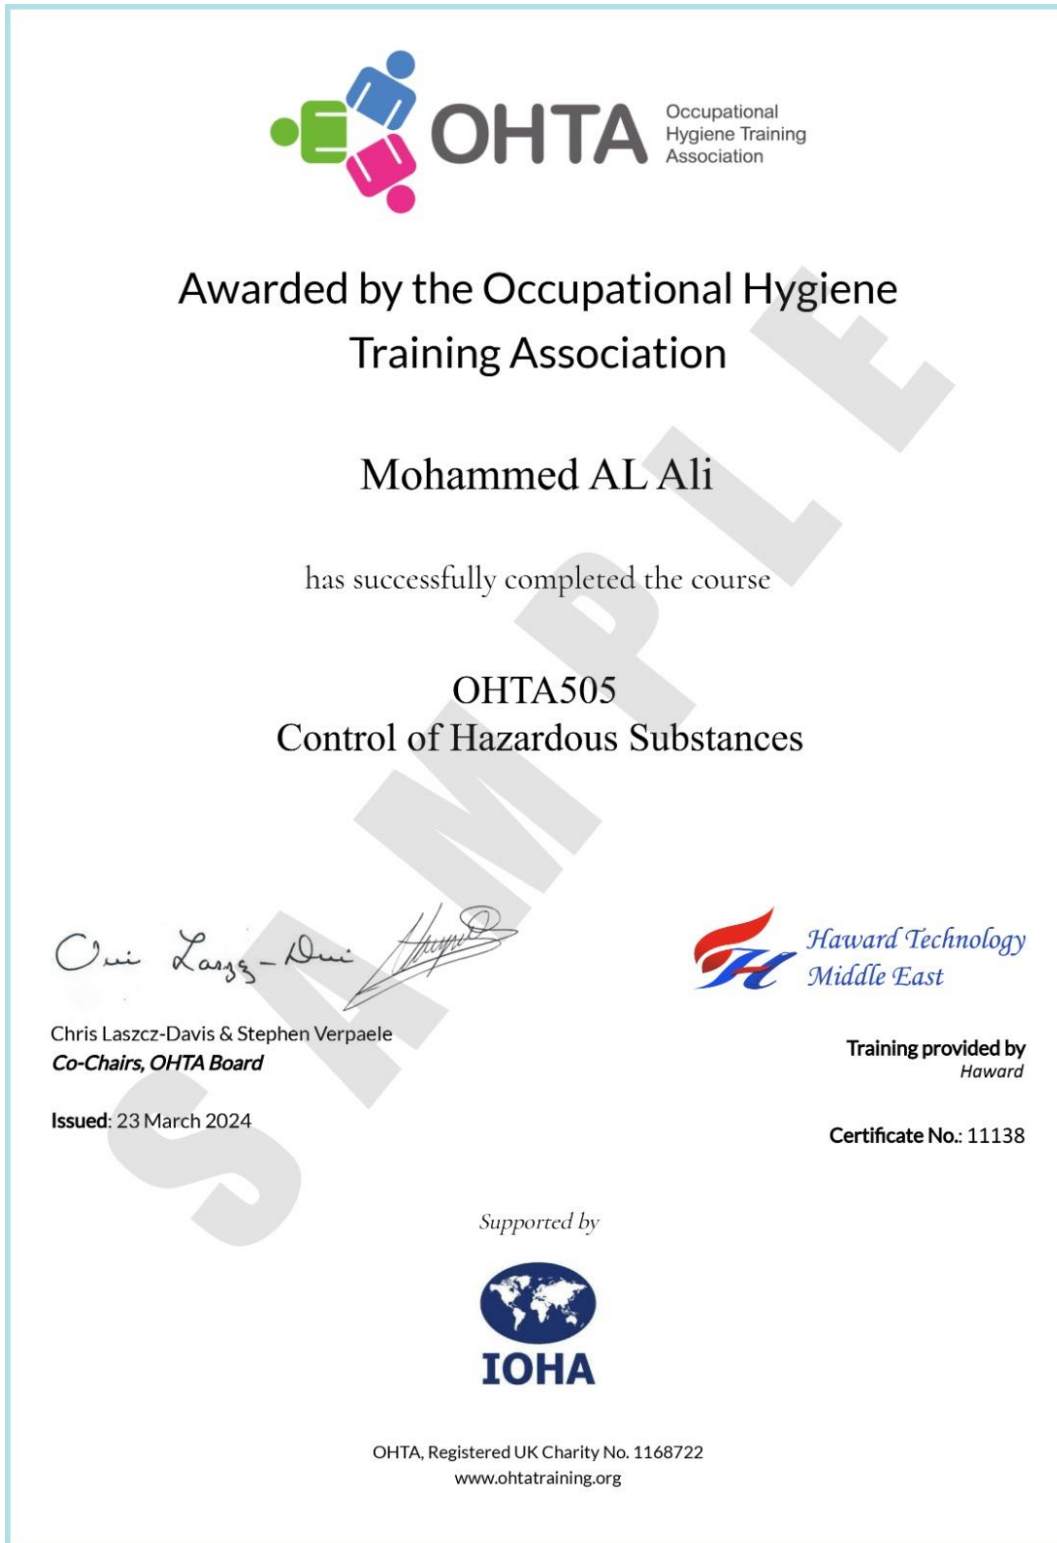 OHTA
Occupational
Hygiene Training
Association
Awarded by the Occupational Hygiene
Training Association
Mohammed AL Ali
has successfully completed the course
OHTA505
Control of Hazardous Substances
SAMPLE
Haward Technology
Middle East
Chris Laszcz-Davis & Stephen Verpaele
Co-Chairs, OHTA Board
Training provided by
Haward
Issued: 23 March 2024
Certificate No.: 11138
Supported by
IOHA
OHTA, Registered UK Charity No. 1168722
www.ohtatraining.org